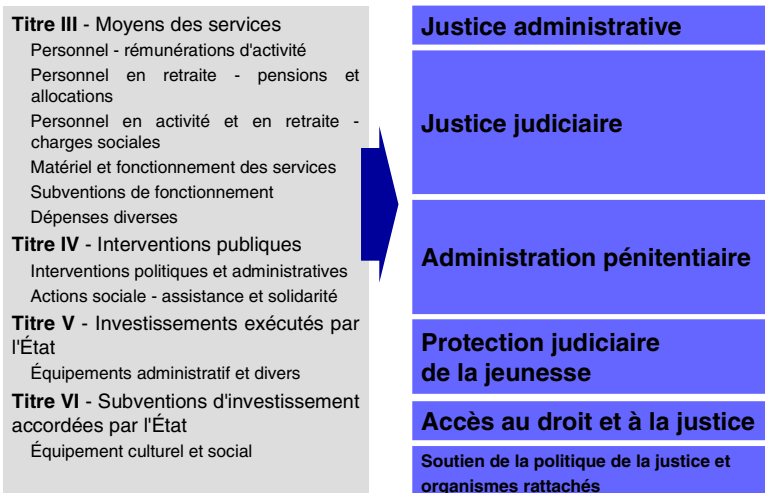 Titre III - Moyens des services
Personnel - rémunérations d'activité
Personnel en retraite - pensions et
allocations
Personnel en activité et en retraite -
charges sociales
Matériel et fonctionnement des services
Subventions de fonctionnement
Dépenses diverses
Titre IV - Interventions publiques
Interventions politiques et administratives
Actions sociale - assistance et solidarité
Titre V - Investissements exécutés par
l'État
Équipements administratif et divers
Titre VI - Subventions d'investissement
accordées par l'État
Équipement culturel et social
Justice administrative
Justice judiciaire
Administration pénitentiaire
Protection judiciaire
de la jeunesse
Accès au droit et à la justice
Soutien de la politique de la justice et
organismes rattachés